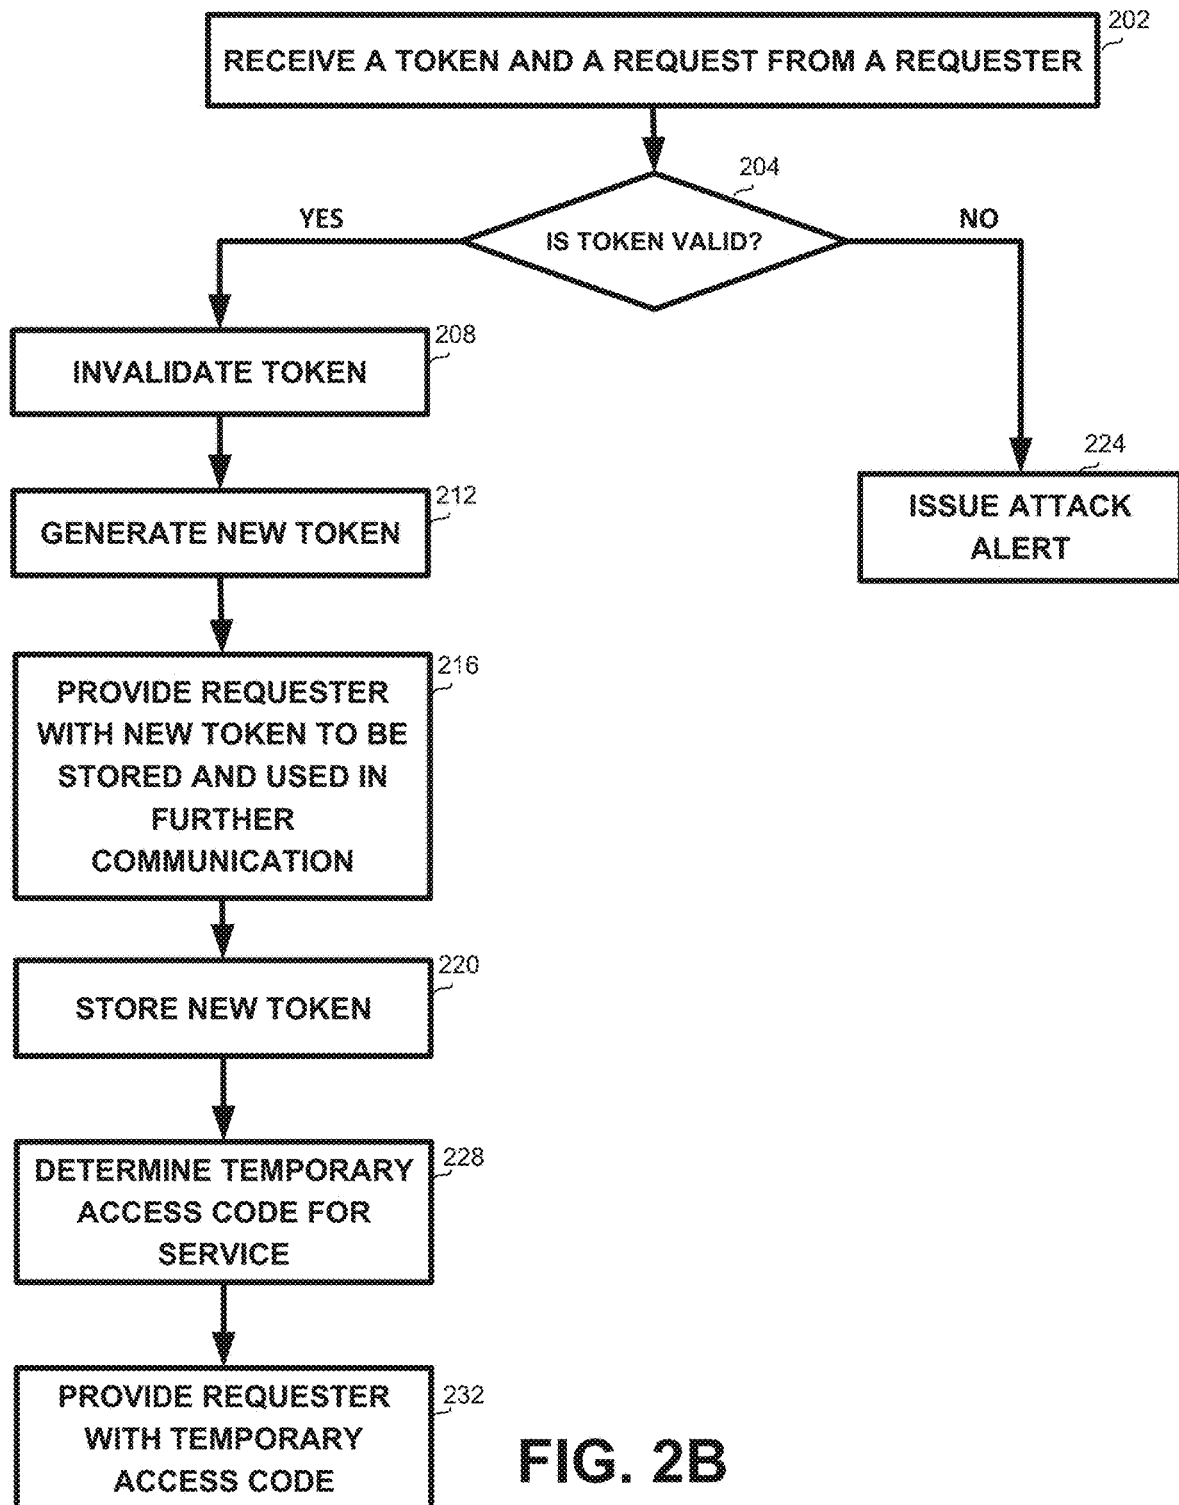 202
RECEIVE A TOKEN AND A REQUEST FROM A REQUESTER
204
YES
IS TOKEN VALID?
NO
208
INVALIDATE TOKEN
224
ISSUE ATTACK
ALERT
212
GENERATE NEW TOKEN
216
PROVIDE REQUESTER
WITH NEW TOKEN TO BE
STORED AND USED IN
FURTHER
COMMUNICATION
220
STORE NEW TOKEN
228
DETERMINE TEMPORARY
ACCESS CODE FOR
SERVICE
232
PROVIDE REQUESTER
WITH TEMPORARY
ACCESS CODE
FIG. 2B